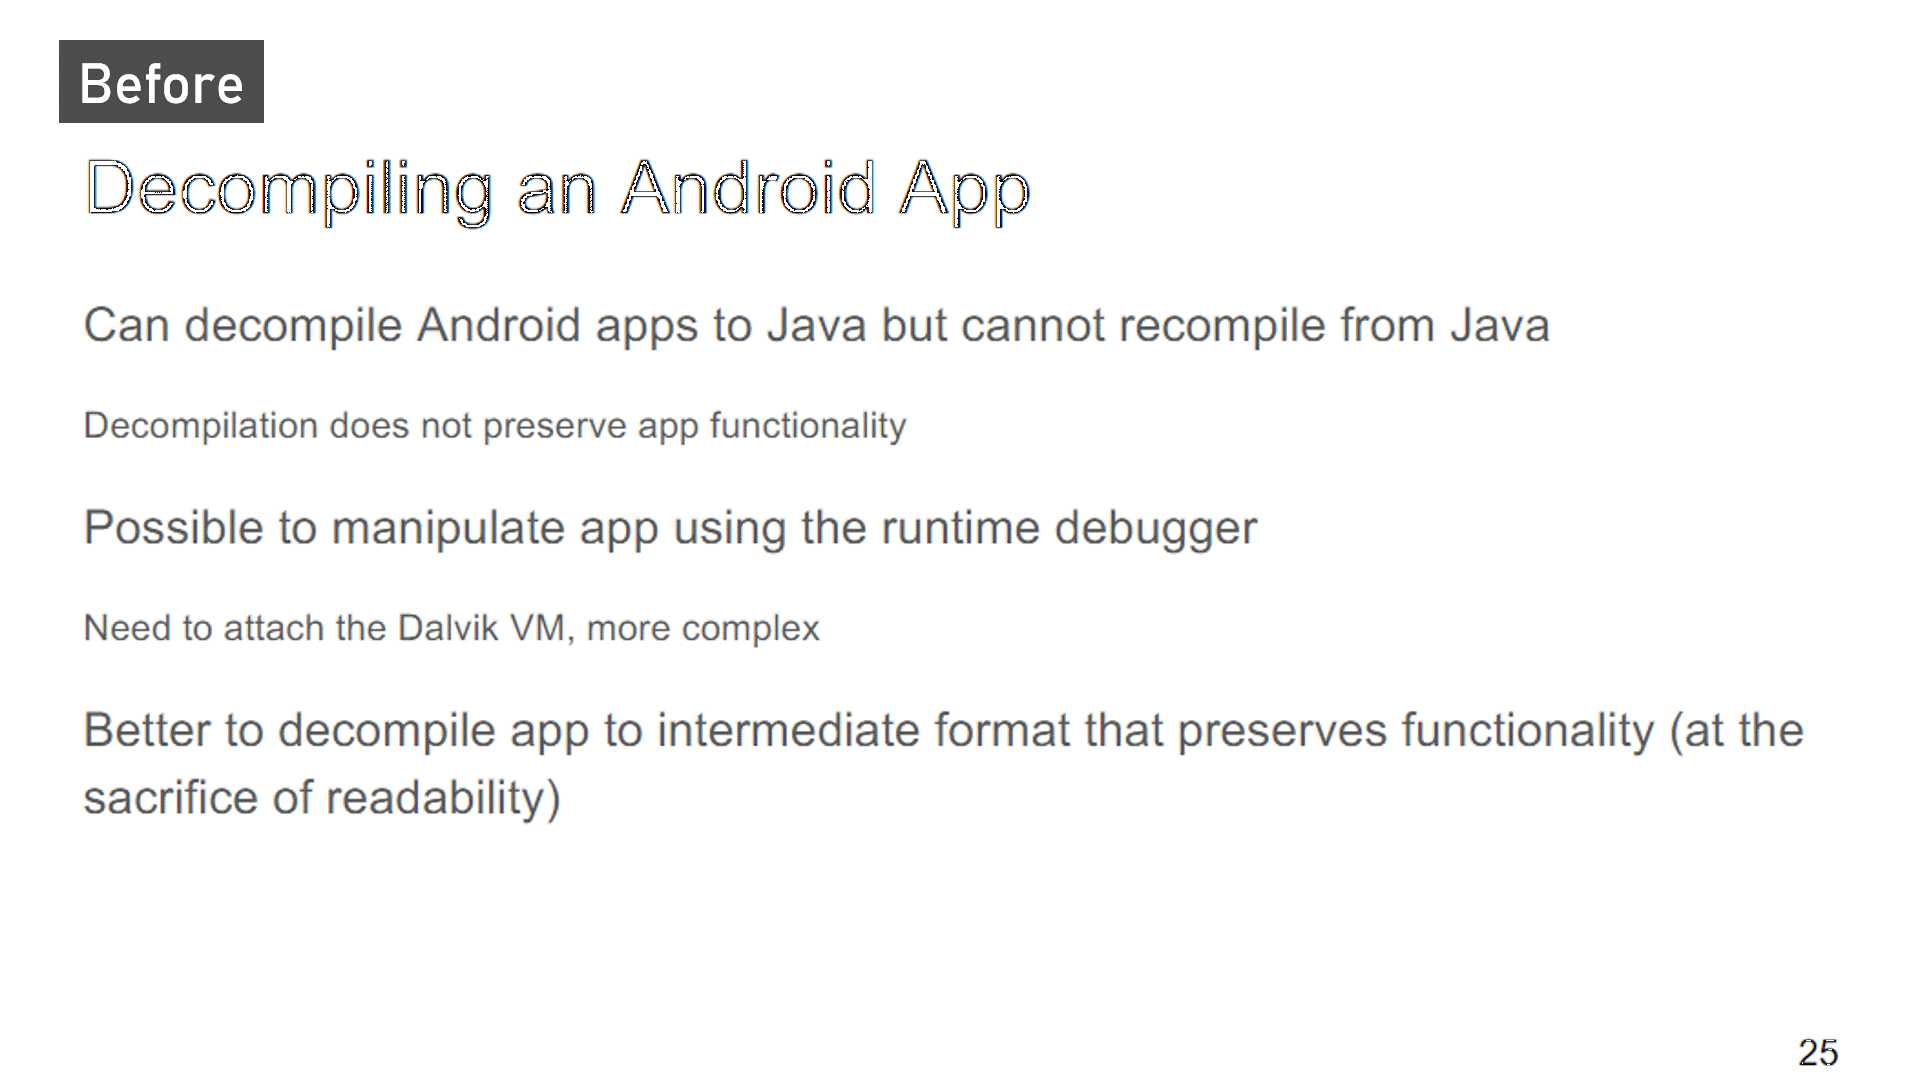 Before
Decompiling an Android App
Can decompile Android apps to Java but cannot recompile from Java
Decompilation does not preserve app functionality
Possible to manipulate app using the runtime debugger
Need to attach the Dalvik VM, more complex
Better to decompile app to intermediate format that preserves functionality (at the
sacrifice of readability)
25